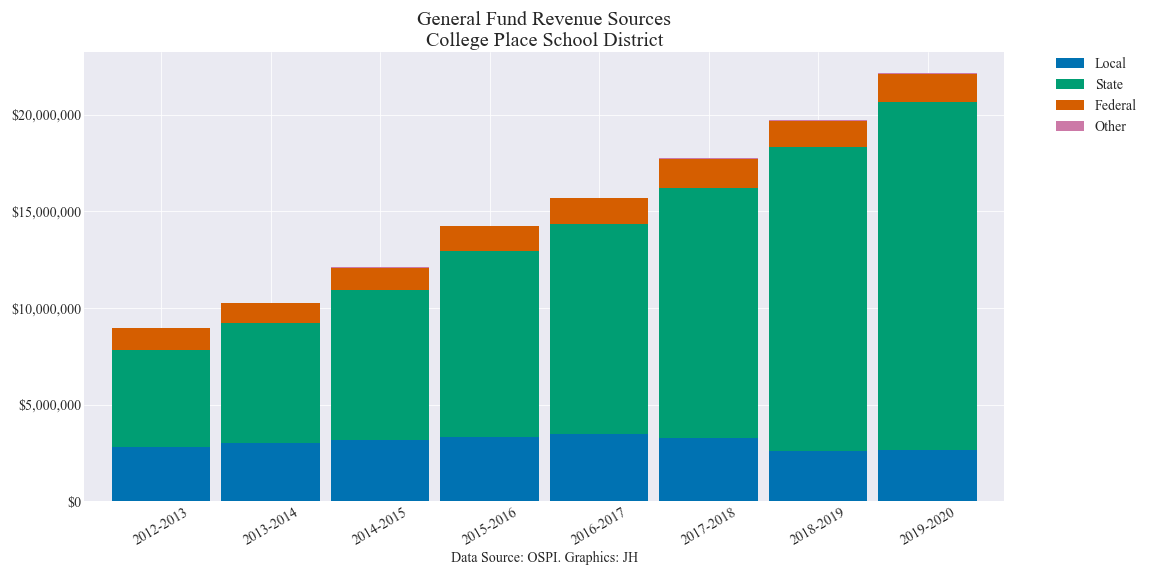 General Fund Revenue Sources
College Place School District
Local
State
Federal
Other
$20,000,000
$15,000,000
$10,000,000
$5,000,000
$0
2012-2013
2013-2014
2014-2015
2015-2016
2016-2017
2017-2018
2018-2019
2019-2020
Data Source: OSPI. Graphics: JH